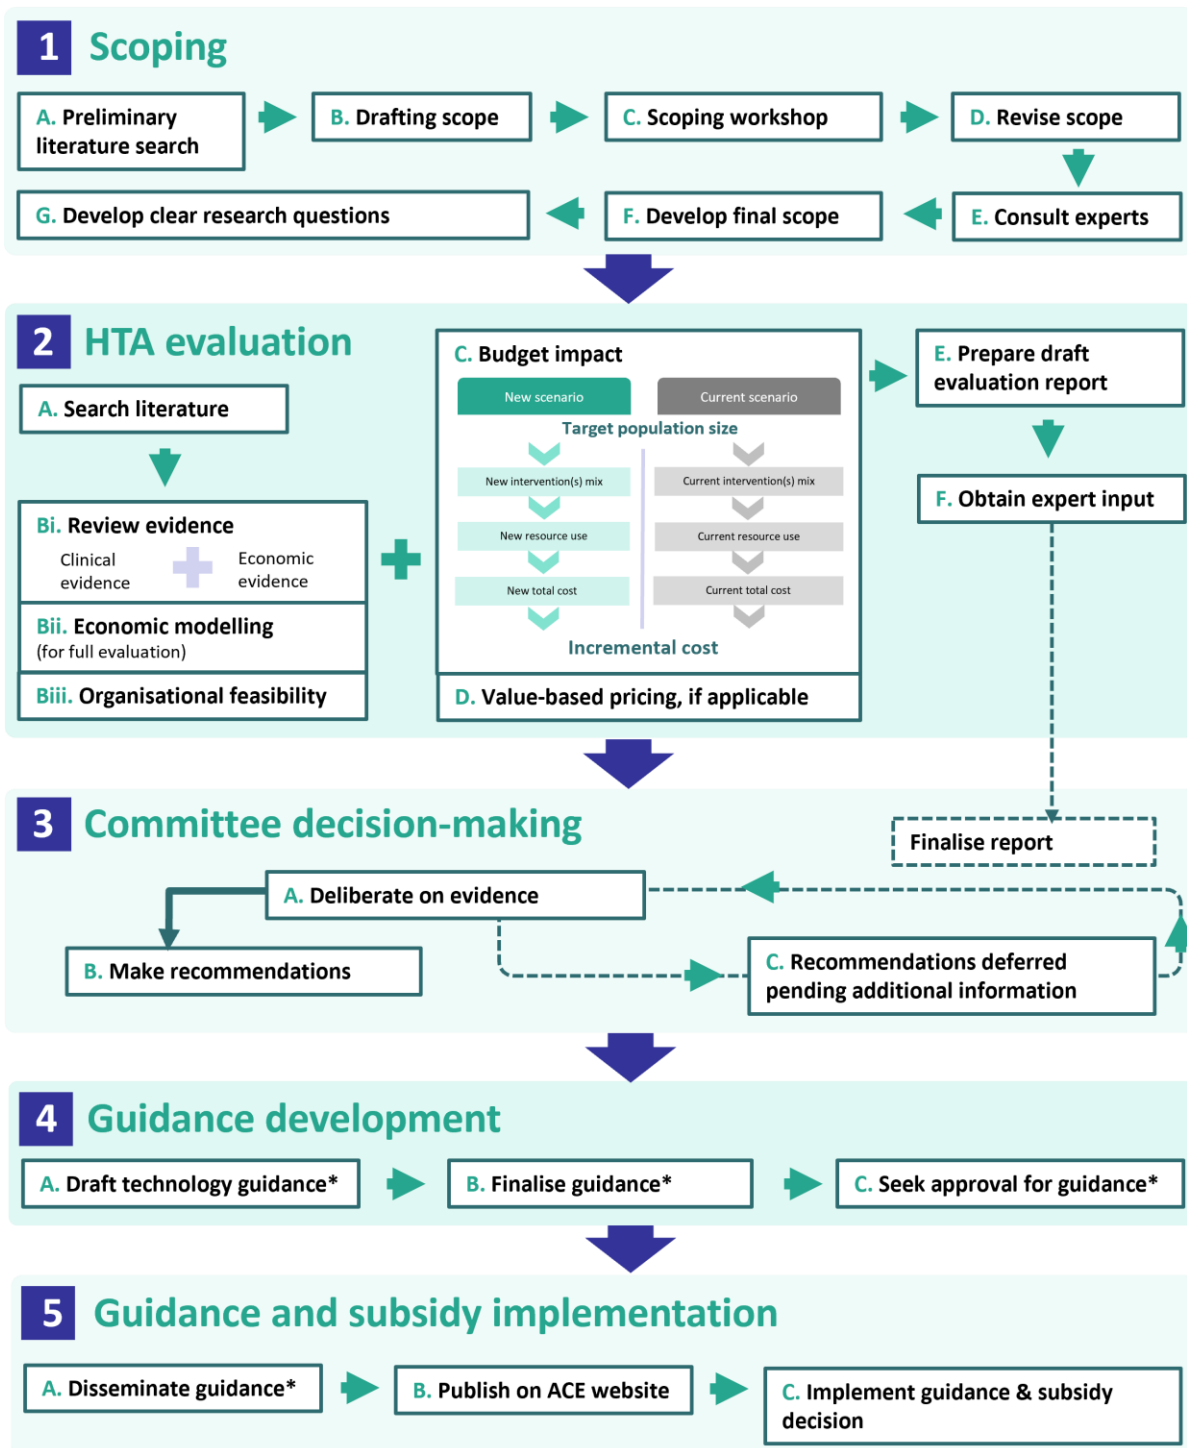 1 Scoping
A. Preliminary
literature search
B. Drafting scope
C. Scoping workshop
D. Revise scope
E. Consult experts
F. Develop final scope
G. Develop clear research questions
2 HTA evaluation
A. Search literature
Bi. Review evidence
Clinical
evidence
Economic
evidence
Bii. Economic modelling
(for full evaluation)
Biii. Organisational feasibility
C. Budget impact
New scenario
Current scenario
Target population size
New intervention(s) mix
Current intervention(s) mix
New resource use
Current resource use
New total cost
Current total cost
Incremental cost
D. Value-based pricing, if applicable
E. Prepare draft
evaluation report
F. Obtain expert input
3 Committee decision-making
Finalise report
A. Deliberate on evidence
B. Make recommendations
C. Recommendations deferred
pending additional information
4 Guidance development
A. Draft technology guidance*
B. Finalise guidance*
C. Seek approval for guidance*
5 Guidance and subsidy implementation
A. Disseminate guidance*
B. Publish on ACE website
C. Implement guidance & subsidy
decision